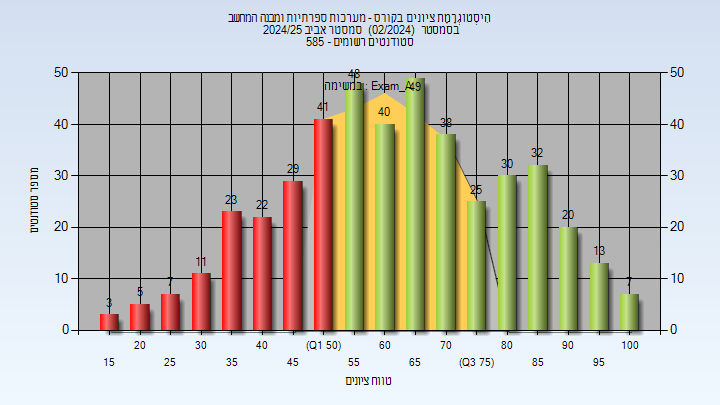 היסטוגרמת ציונים בקורס - מערכות ספרתיות ומבנה המחשב
בסמסטר (02/2024) סמסטר אביב 2024/25
סטודנטים רשומים - 585
במשימה : Exam_A
מספר סטודנטים
50 40 30 20 10 0
3 5 7 11 23 22 29 41 48 40 49 38 25 30 32 20 13 7
50 40 30 20 10 0
20 30 40 (Q1 50) 60 70 80 90 100
15 25 35 45 55 65 (Q3 75) 85 95
טווח ציונים